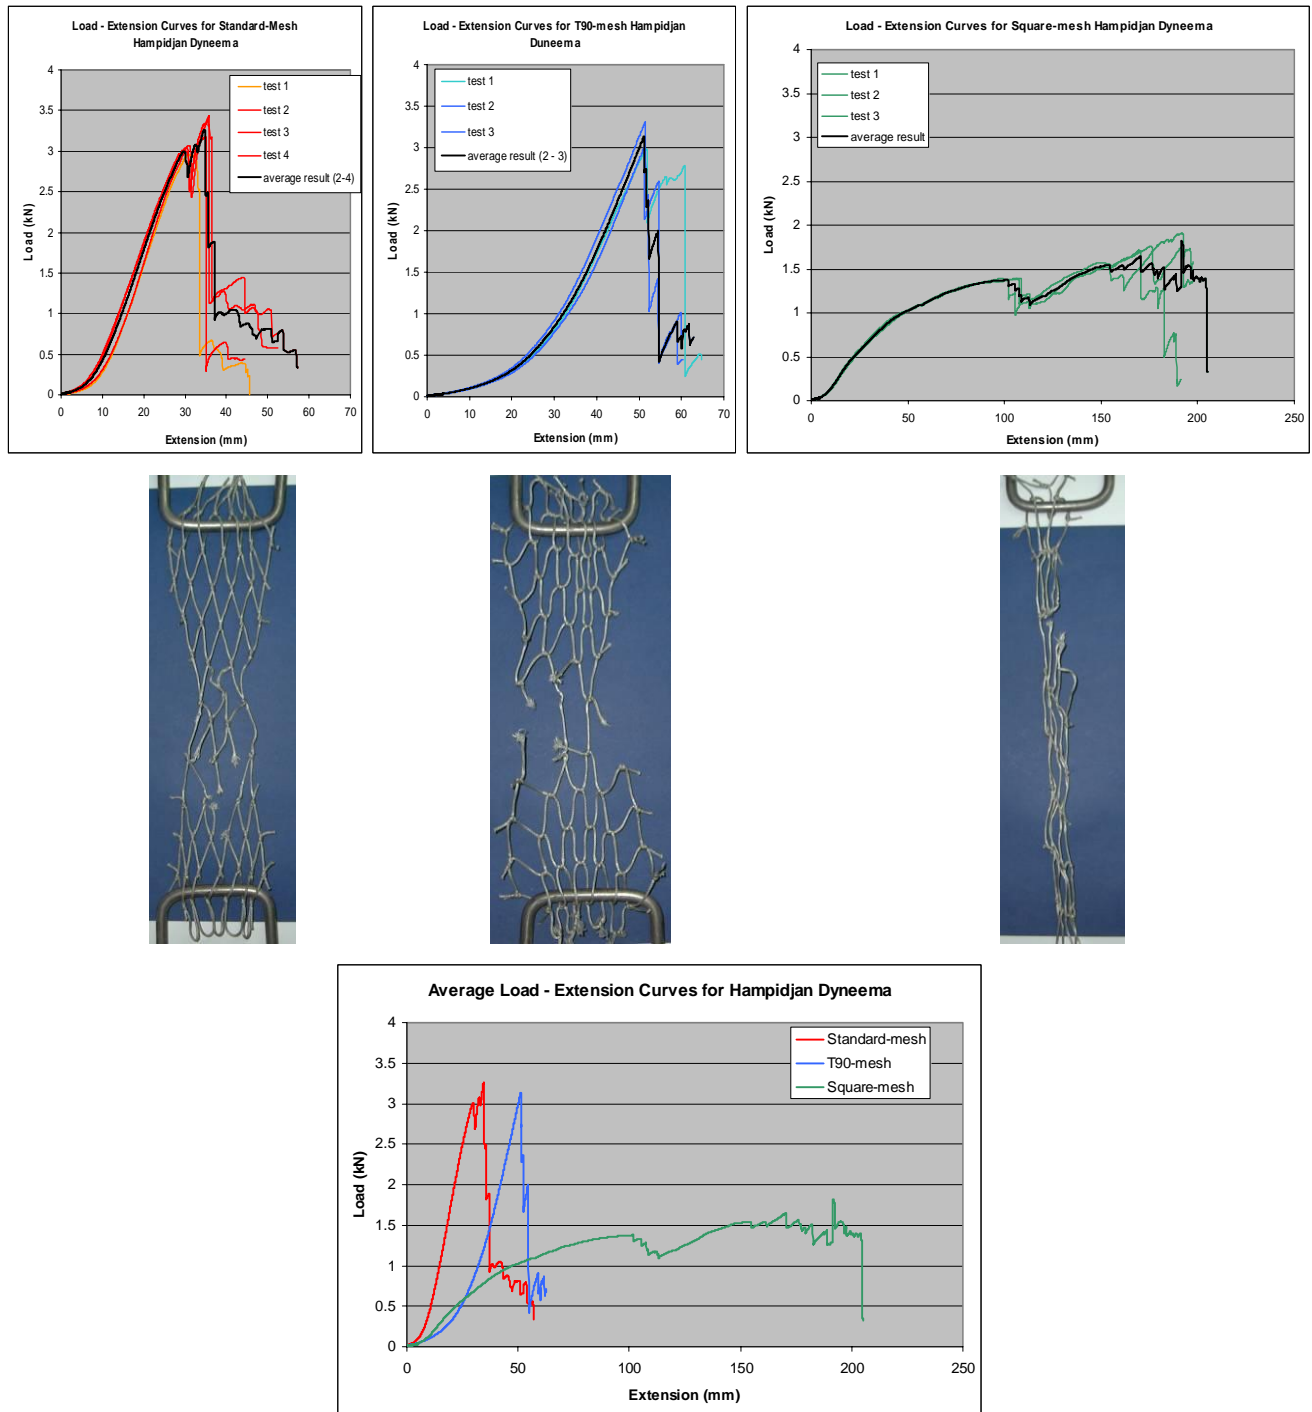 Load - Extension Curves for Standard-Mesh
Hampidjan Dyneema
4
3.5
3
2.5
2
1.5
1
0.5
0
Load (kN)
test 1
test 2
test 3
test 4
average result (2-4)
0 10 20 30 40 50 60 70
Extension (mm)
Load - Extension Curves for T90-mesh Hampidjan
Duneema
4
3.5
3
2.5
2
1.5
1
0.5
0
Load (kN)
test 1
test 2
test 3
average result (2 - 3)
0 10 20 30 40 50 60 70
Extension (mm)
Load - Extension Curves for Square-mesh Hampidjan Dyneema
4
3.5
3
2.5
2
1.5
1
0.5
0
Load (kN)
test 1
test 2
test 3
average result
0 50 100 150 200 250
Extension (mm)
Average Load - Extension Curves for Hampidjan Dyneema
4
3.5
3
2.5
2
1.5
1
0.5
0
Load (kN)
Standard-mesh
T90-mesh
Square-mesh
0 50 100 150 200 250
Extension (mm)